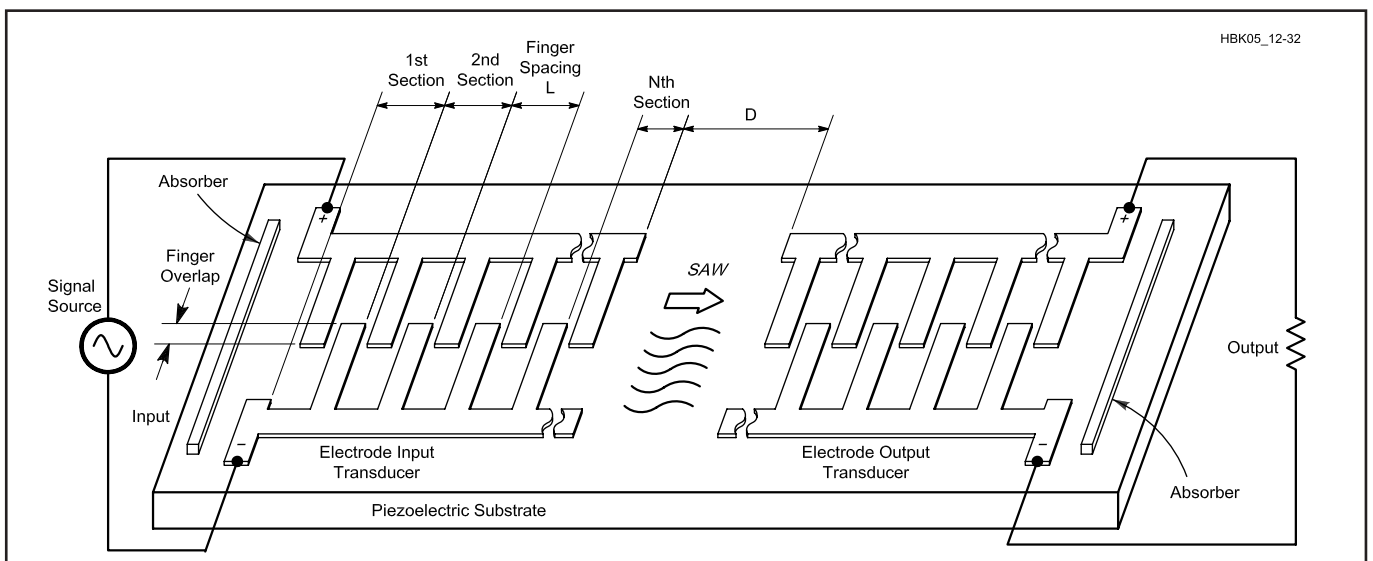 HBK05_12-32
1st
Section
2nd
Section
Finger
Spacing
L
Nth
Section
D
Absorber
Finger
Overlap
Signal
Source
Input
+
−
SAW
+
−
Output
Electrode Input
Transducer
Electrode Output
Transducer
Absorber
Piezoelectric Substrate